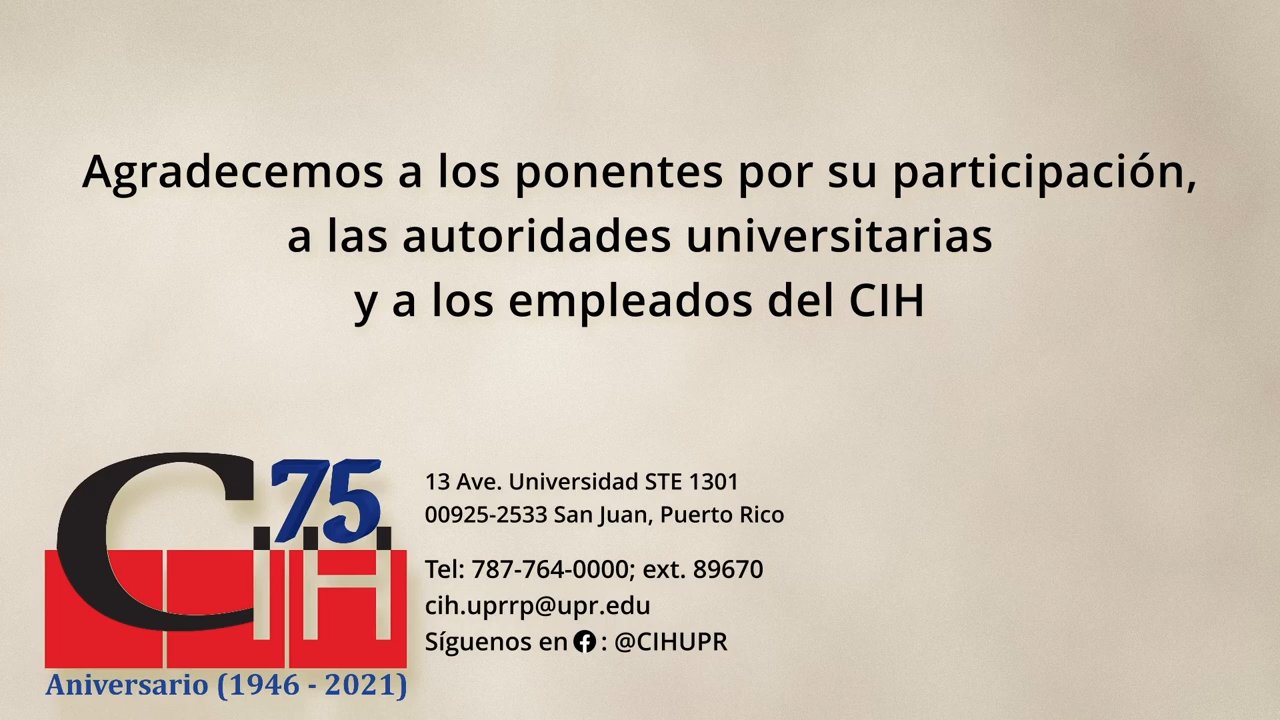 Agradecemos a los ponentes por su participación,
a las autoridades universitarias
y a los empleados del CIH
CIH 75
Aniversario (1946 - 2021)
13 Ave. Universidad STE 1301
00925-2533 San Juan, Puerto Rico
Tel: 787-764-0000; ext. 89670
cih.uprrp@upr.edu
Síguenos en : @CIHUPR